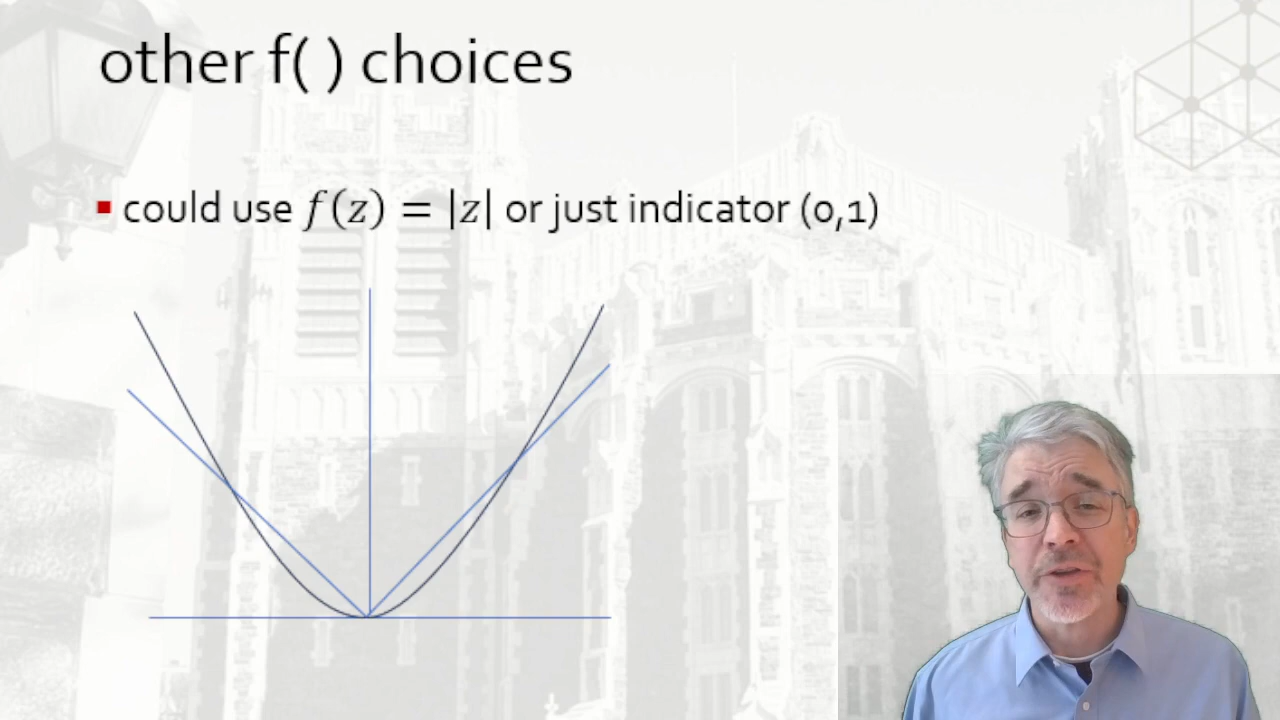 other f( ) choices
could use f(z) = |z| or just indicator (0,1)